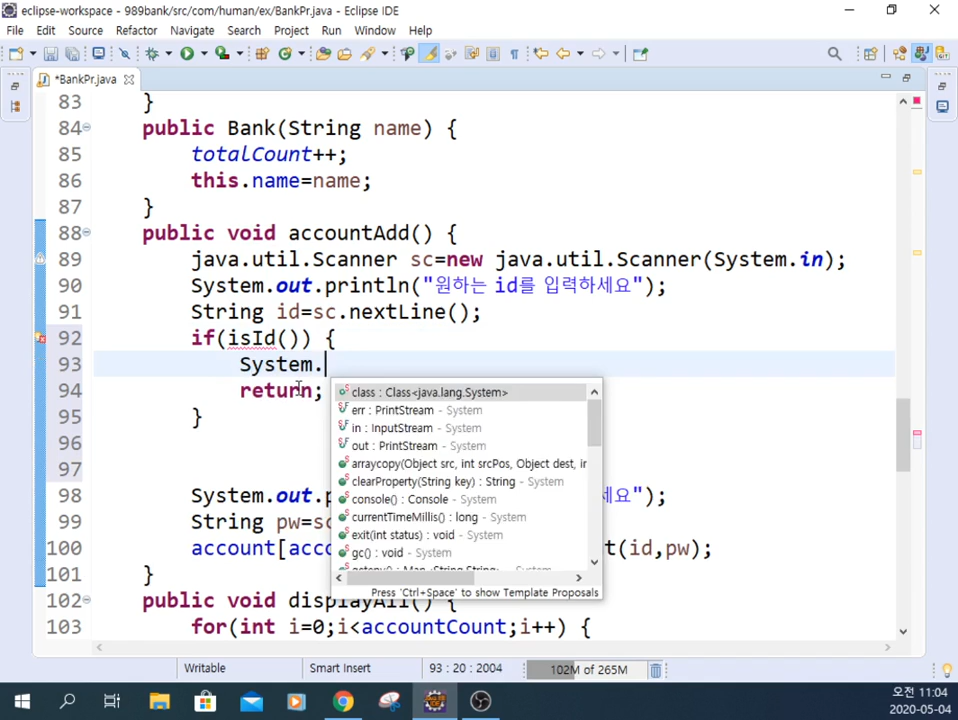 eclipse-workspace - 989bank/src/com/human/ex/BankPr.java - Eclipse IDE
File Edit Source Refactor Navigate Search Project Run Window Help
*BankPr.java
83 }
84 public Bank(String name) {
85 totalCount++;
86 this.name=name;
87 }
88 public void accountAdd() {
89 java.util.Scanner sc=new java.util.Scanner(System.in);
90 System.out.println("원하는 id를 입력하세요");
91 String id=sc.nextLine();
92 if(isId()) {
93 System.
94 return;
95 }
96
97
98 System.out.p 세요");
99 String pw=sc
100 account[acco t(id,pw);
101 }
102 public void displayAll() {
103 for(int i=0;i<accountCount;i++) {
class : Class<java.lang.System>
err : PrintStream - System
in : InputStream - System
out : PrintStream - System
arraycopy(Object src, int srcPos, Object dest, in
clearProperty(String key) : String - System
console() : Console - System
currentTimeMillis() : long - System
exit(int status) : void - System
gc() : void - System
Press 'Ctrl+Space' to show Template Proposals
Writable Smart Insert 93 : 20 : 2004 102M of 265M
오전 11:04
2020-05-04